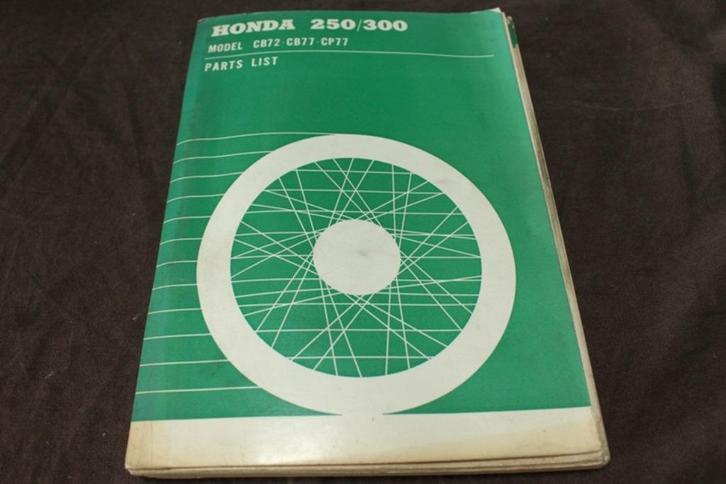 HONDA 250/300
MODEL CB72·CB77·CP77
PARTS LIST